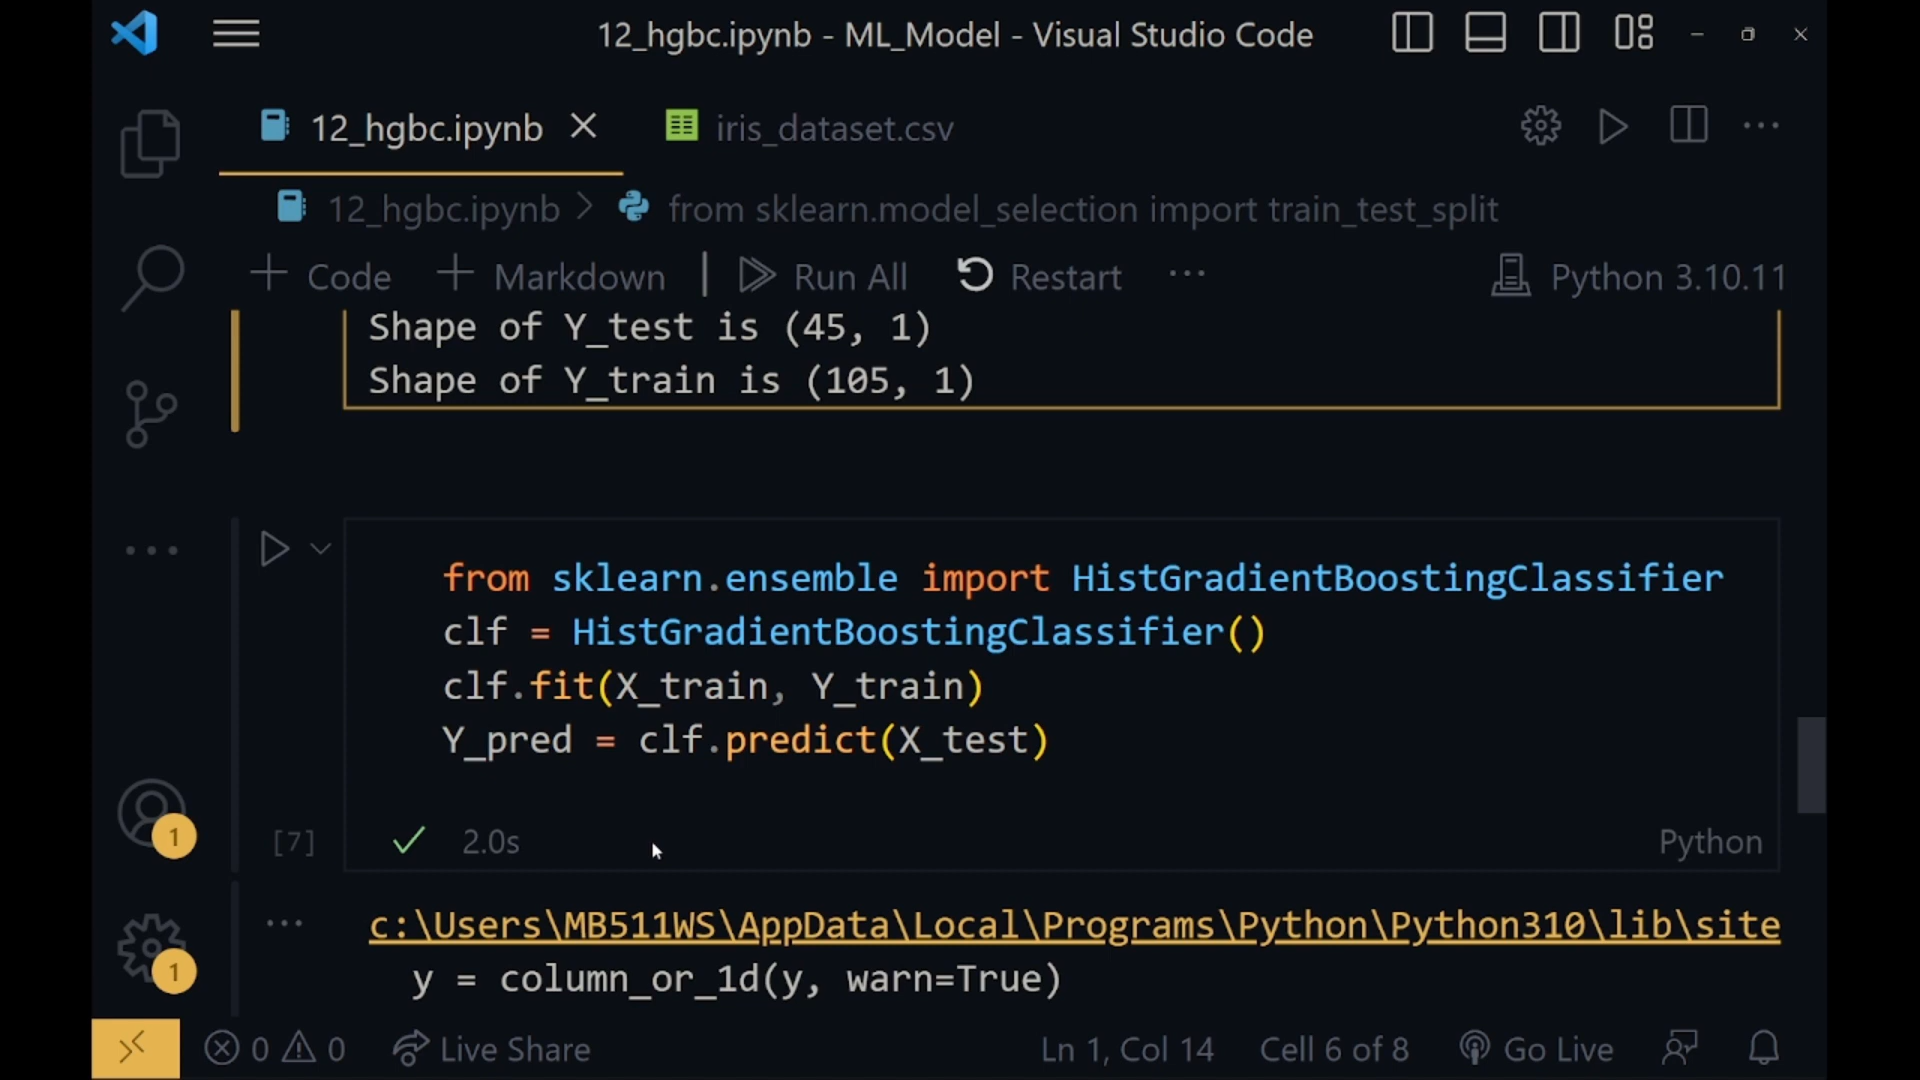 12_hgbc.ipynb - ML_Model - Visual Studio Code
12_hgbc.ipynb iris_dataset.csv
12_hgbc.ipynb > from sklearn.model_selection import train_test_split
+ Code + Markdown | Run All Restart ... Python 3.10.11
Shape of Y_test is (45, 1)
Shape of Y_train is (105, 1)
from sklearn.ensemble import HistGradientBoostingClassifier
clf = HistGradientBoostingClassifier()
clf.fit(X_train, Y_train)
Y_pred = clf.predict(X_test)
[7] 2.0s Python
1
c:\Users\MB511WS\AppData\Local\Programs\Python\Python310\lib\site
y = column_or_1d(y, warn=True)
1
0 0 Live Share Ln 1, Col 14 Cell 6 of 8 Go Live